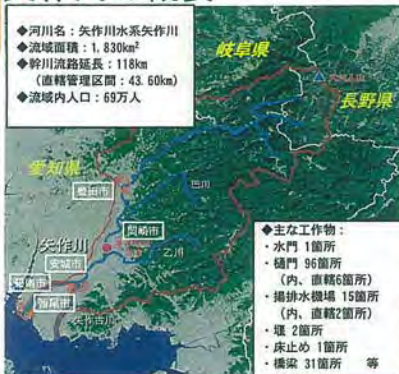 ◆河川名：矢作川水系矢作川
◆流域面積：1,830km²
◆幹川流路延長：118km
（直轄管理区間：43.60km）
◆流域内人口：69万人
岐阜県
長野県
愛知県
豊田市
巴川
岡崎市
矢作川
安城市
乙川
碧南市
西尾市
矢作古川
◆主な工作物：
・水門 1箇所
・樋門 96箇所
（内、直轄6箇所）
・揚排水機場 15箇所
（内、直轄2箇所）
・堰 2箇所
・床止め 1箇所
・橋梁 31箇所　等